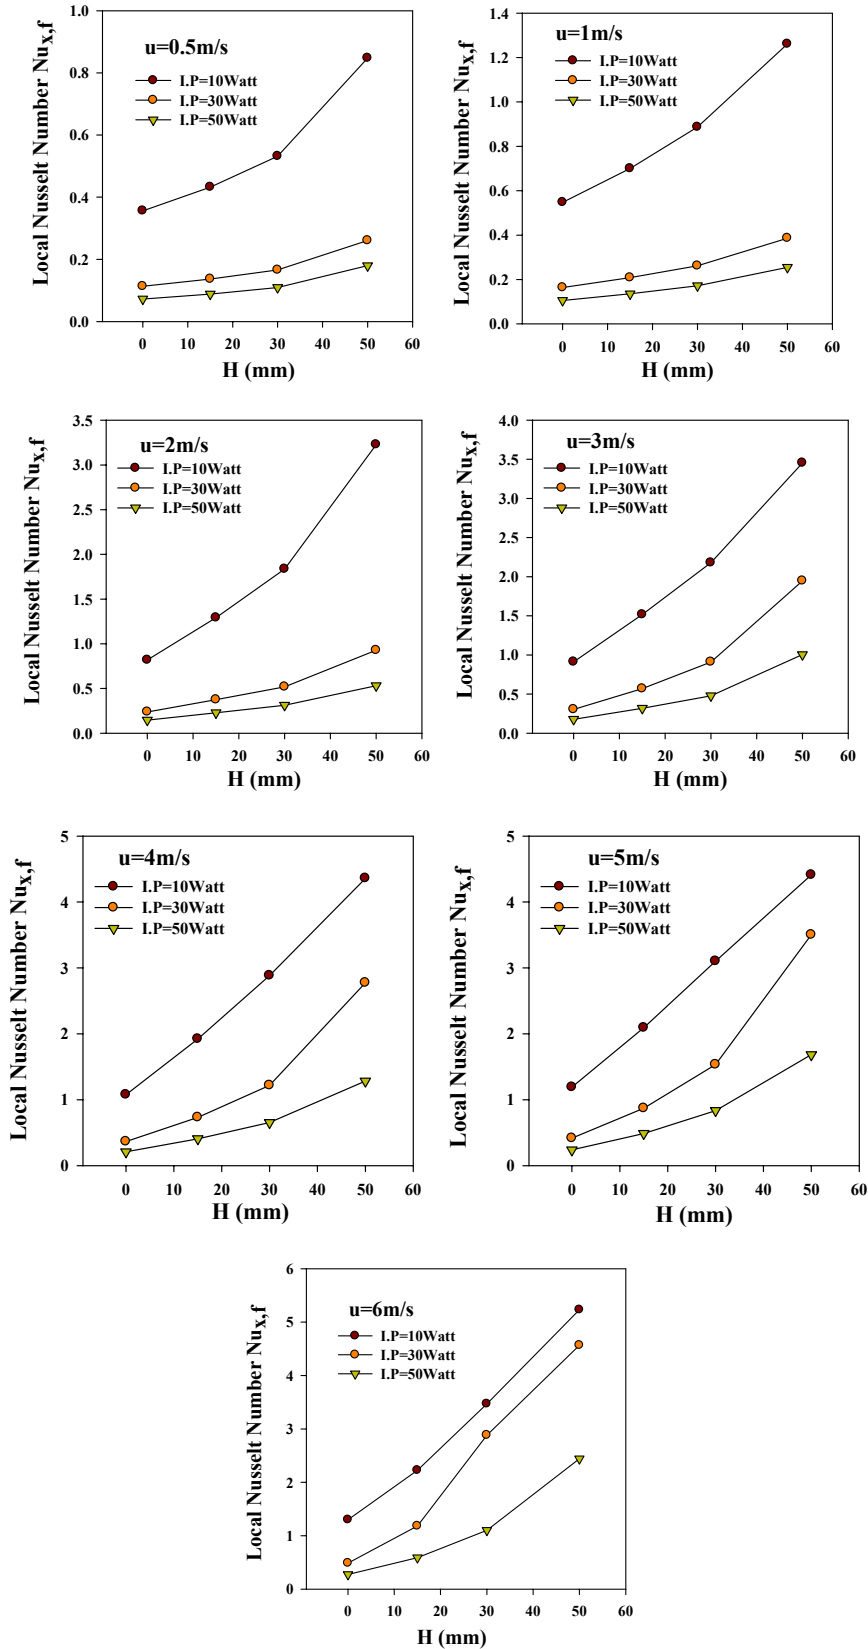 u=0.5m/s
I.P=10Watt
I.P=30Watt
I.P=50Watt
Local Nusselt Number Nux,f
1.0
0.8
0.6
0.4
0.2
0.0
0 10 20 30 40 50 60
H (mm)
u=1m/s
I.P=10Watt
I.P=30Watt
I.P=50Watt
Local Nusselt Number Nux,f
1.4
1.2
1.0
0.8
0.6
0.4
0.2
0.0
0 10 20 30 40 50 60
H (mm)
u=2m/s
I.P=10Watt
I.P=30Watt
I.P=50Watt
Local Nusselt Number Nux,f
3.5
3.0
2.5
2.0
1.5
1.0
0.5
0.0
0 10 20 30 40 50 60
H (mm)
u=3m/s
I.P=10Watt
I.P=30Watt
I.P=50Watt
Local Nusselt Number Nux,f
4.0
3.5
3.0
2.5
2.0
1.5
1.0
0.5
0.0
0 10 20 30 40 50 60
H (mm)
u=4m/s
I.P=10Watt
I.P=30Watt
I.P=50Watt
Local Nusselt Number Nux,f
5
4
3
2
1
0
0 10 20 30 40 50 60
H (mm)
u=5m/s
I.P=10Watt
I.P=30Watt
I.P=50Watt
Local Nusselt Number Nux,f
5
4
3
2
1
0
0 10 20 30 40 50 60
H (mm)
u=6m/s
I.P=10Watt
I.P=30Watt
I.P=50Watt
Local Nusselt Number Nux,f
6
5
4
3
2
1
0
0 10 20 30 40 50 60
H (mm)